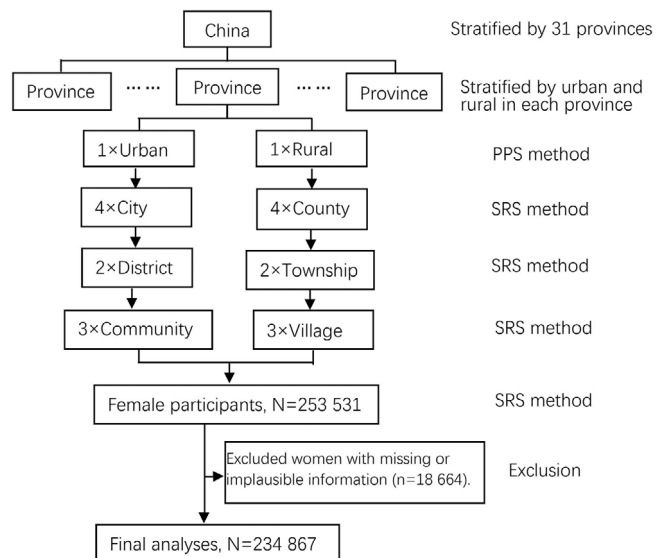 China
Stratified by 31 provinces
Province
... ...
Province
... ...
Province
Stratified by urban and
rural in each province
1×Urban
1×Rural
PPS method
4×City
4×County
SRS method
2×District
2×Township
SRS method
3×Community
3×Village
SRS method
Female participants, N=253 531
SRS method
Excluded women with missing or
implausible information (n=18 664).
Exclusion
Final analyses, N=234 867